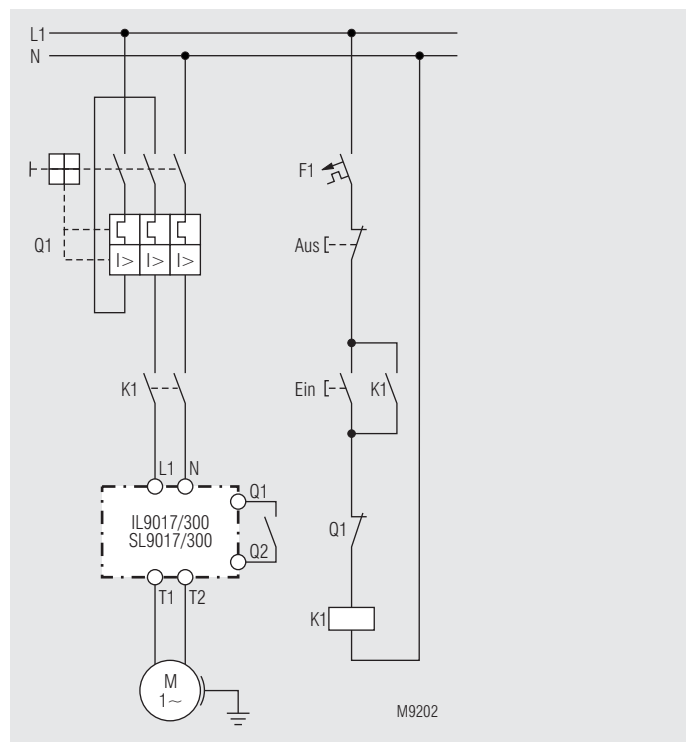 L1
N
F1
Q1
I> I> I>
Aus
K1
Ein K1
L1 N
Q1
IL9017/300
SL9017/300
Q2
Q1
T1 T2
K1
M
1~
M9202